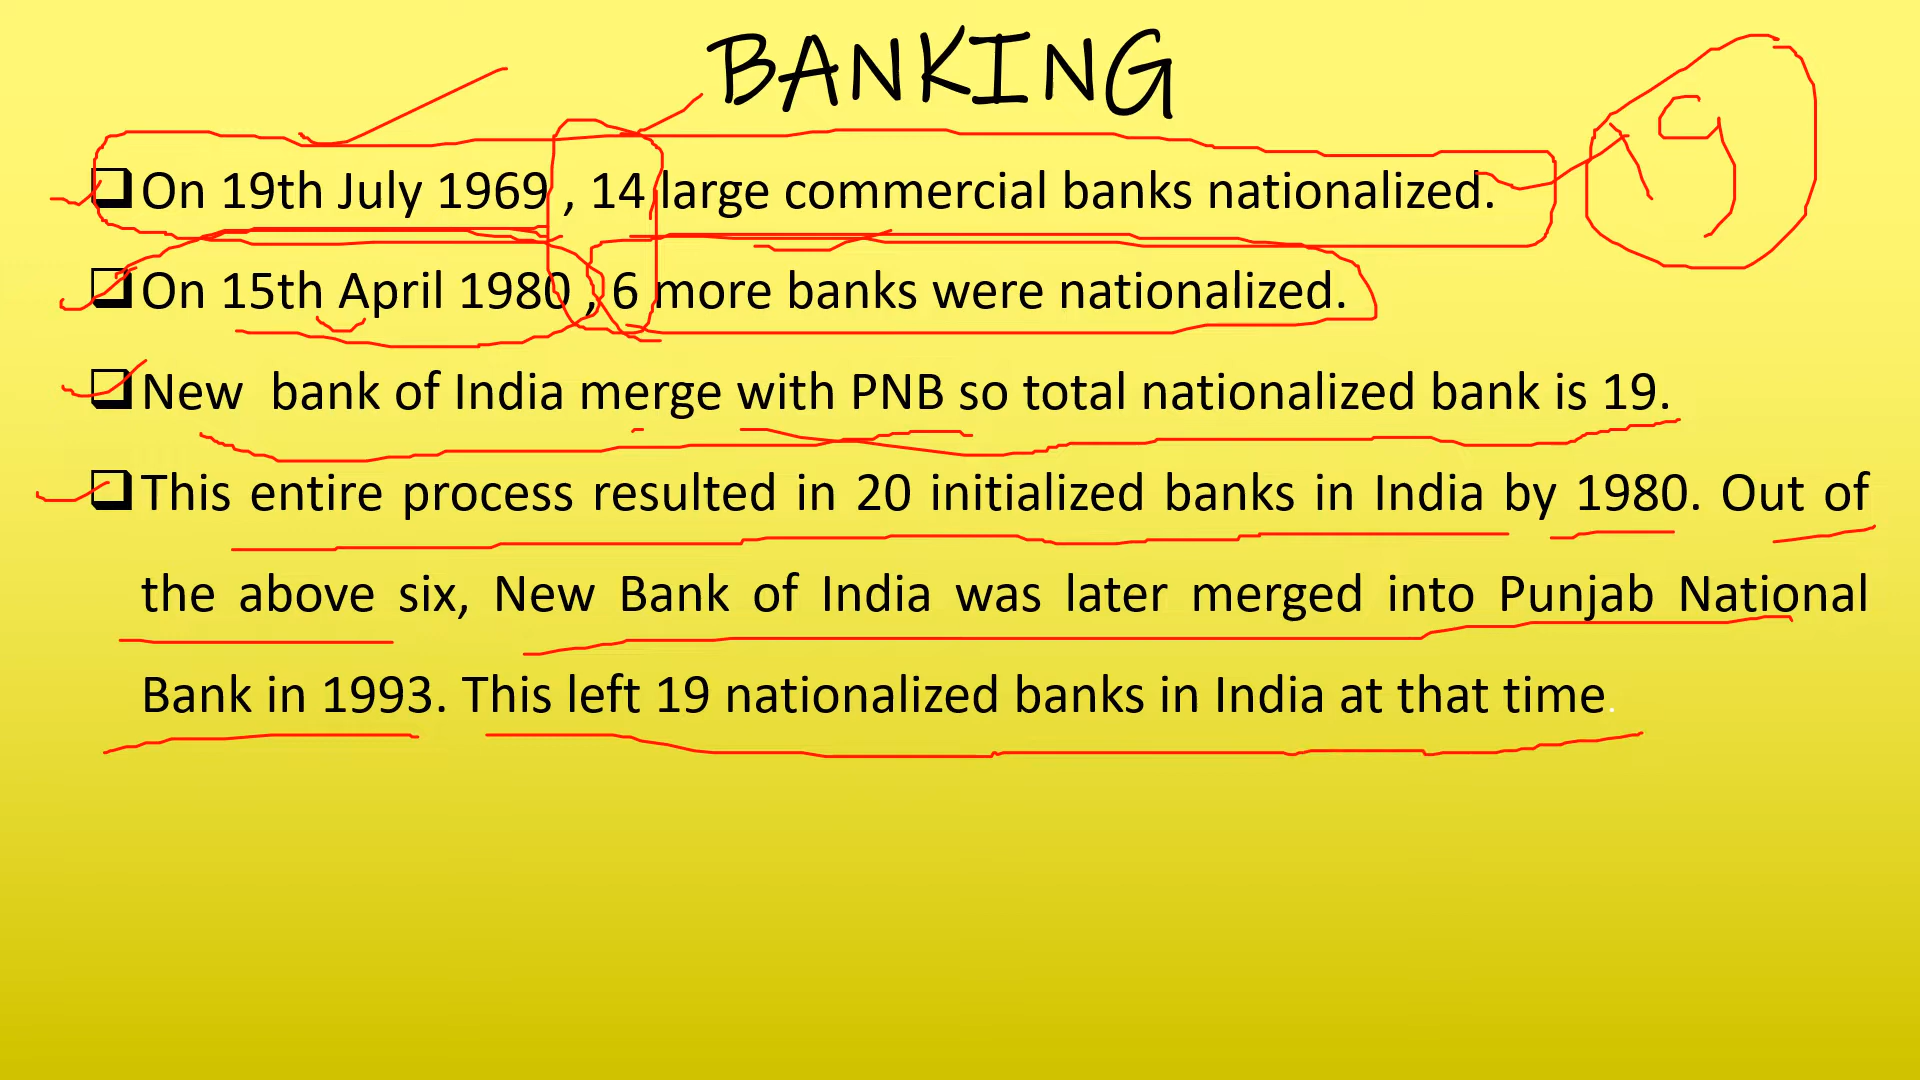 BANKING
On 19th July 1969 , 14 large commercial banks nationalized.
19
On 15th April 1980 , 6 more banks were nationalized.
New bank of India merge with PNB so total nationalized bank is 19.
This entire process resulted in 20 initialized banks in India by 1980. Out of
the above six, New Bank of India was later merged into Punjab National
Bank in 1993. This left 19 nationalized banks in India at that time.